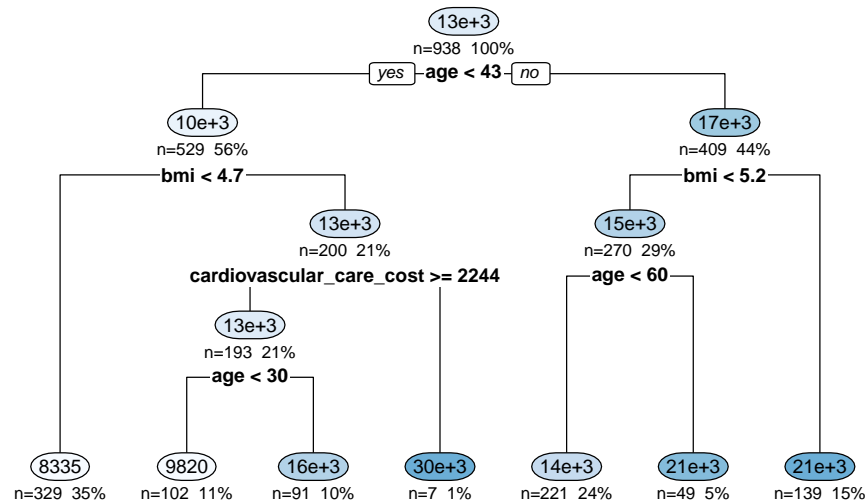 13e+3
n=938 100%
yes age < 43 no
10e+3 17e+3
n=529 56% n=409 44%
bmi < 4.7 bmi < 5.2
13e+3 15e+3
n=200 21% n=270 29%
cardiovascular_care_cost >= 2244 age < 60
13e+3
n=193 21%
age < 30
8335 9820 16e+3 30e+3 14e+3 21e+3 21e+3
n=329 35% n=102 11% n=91 10% n=7 1% n=221 24% n=49 5% n=139 15%